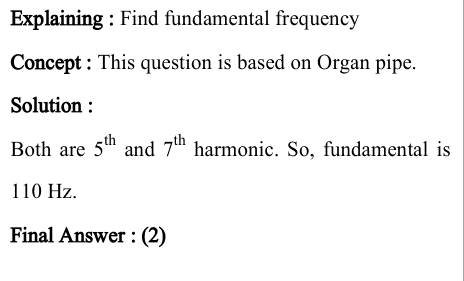 Explaining : Find fundamental frequency
Concept : This question is based on Organ pipe.
Solution :
Both are 5th and 7th harmonic. So, fundamental is
110 Hz.
Final Answer : (2)